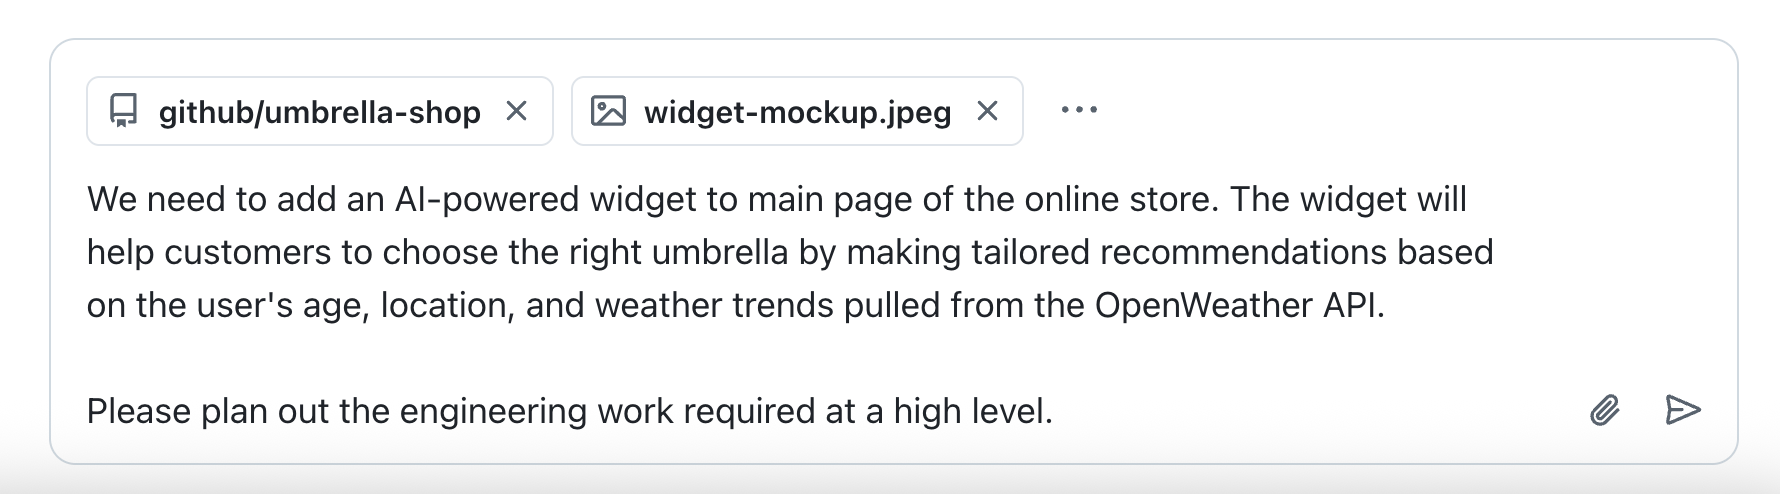 github/umbrella-shop
widget-mockup.jpeg
We need to add an AI-powered widget to main page of the online store. The widget will
help customers to choose the right umbrella by making tailored recommendations based
on the user's age, location, and weather trends pulled from the OpenWeather API.
Please plan out the engineering work required at a high level.